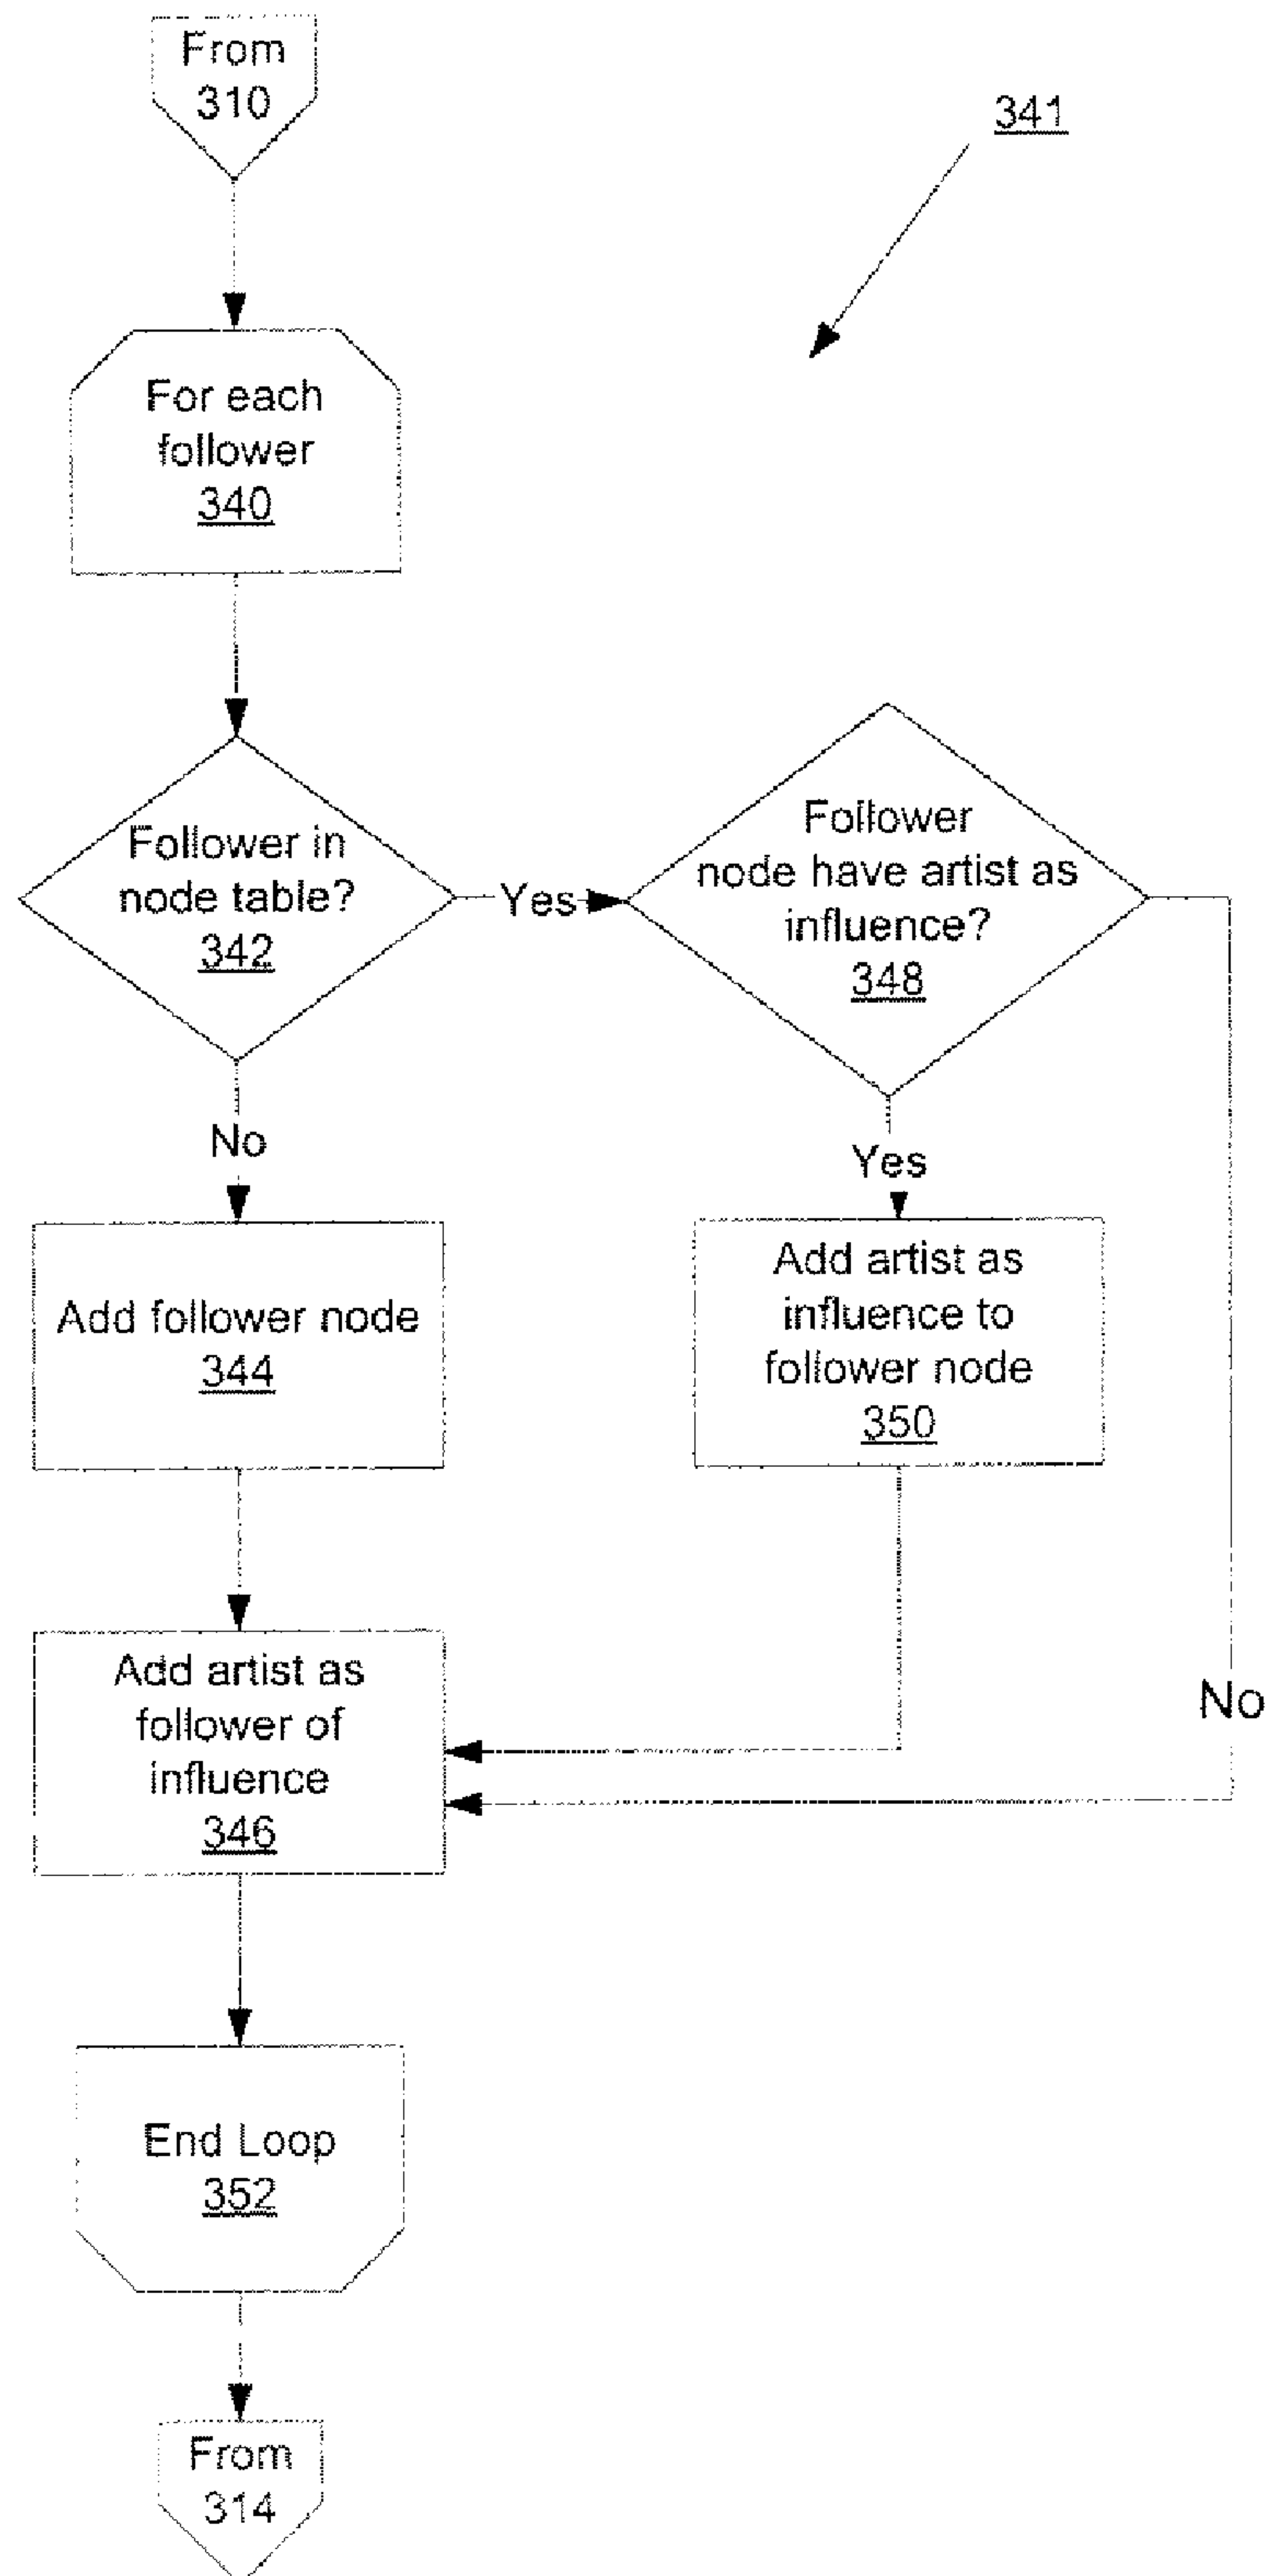 From
310
341
For each
follower
340
Follower in
node table?
342
Yes
Follower
node have artist as
influence?
348
No
Yes
Add follower node
344
Add artist as
influence to
follower node
350
Add artist as
follower of
influence
346
No
End Loop
352
From
314